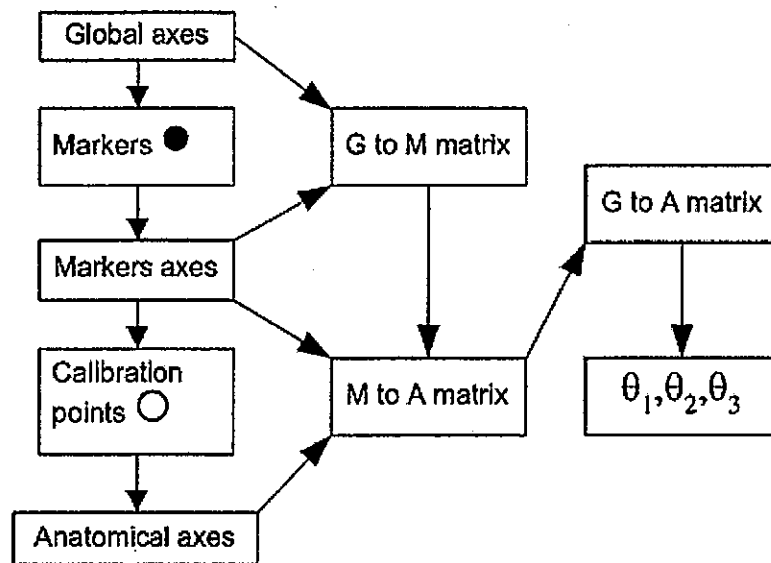 Global axes
Markers
G to M matrix
G to A matrix
Markers axes
Calibration
points
M to A matrix
θ₁,θ₂,θ₃
Anatomical axes